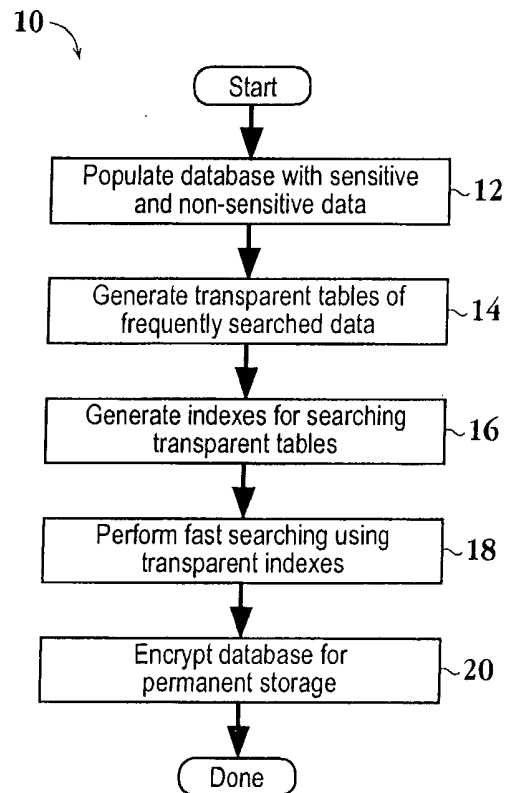 10
Start
Populate database with sensitive
and non-sensitive data
12
Generate transparent tables of
frequently searched data
14
Generate indexes for searching
transparent tables
16
Perform fast searching using
transparent indexes
18
Encrypt database for
permanent storage
20
Done